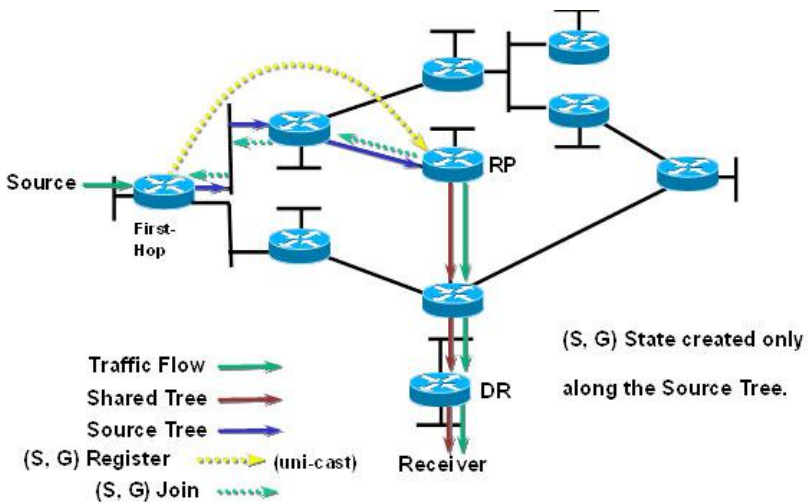 RP
Source
First-
Hop
(S, G) State created only
along the Source Tree.
Traffic Flow
Shared Tree
Source Tree
(S, G) Register
(uni-cast)
(S, G) Join
DR
Receiver